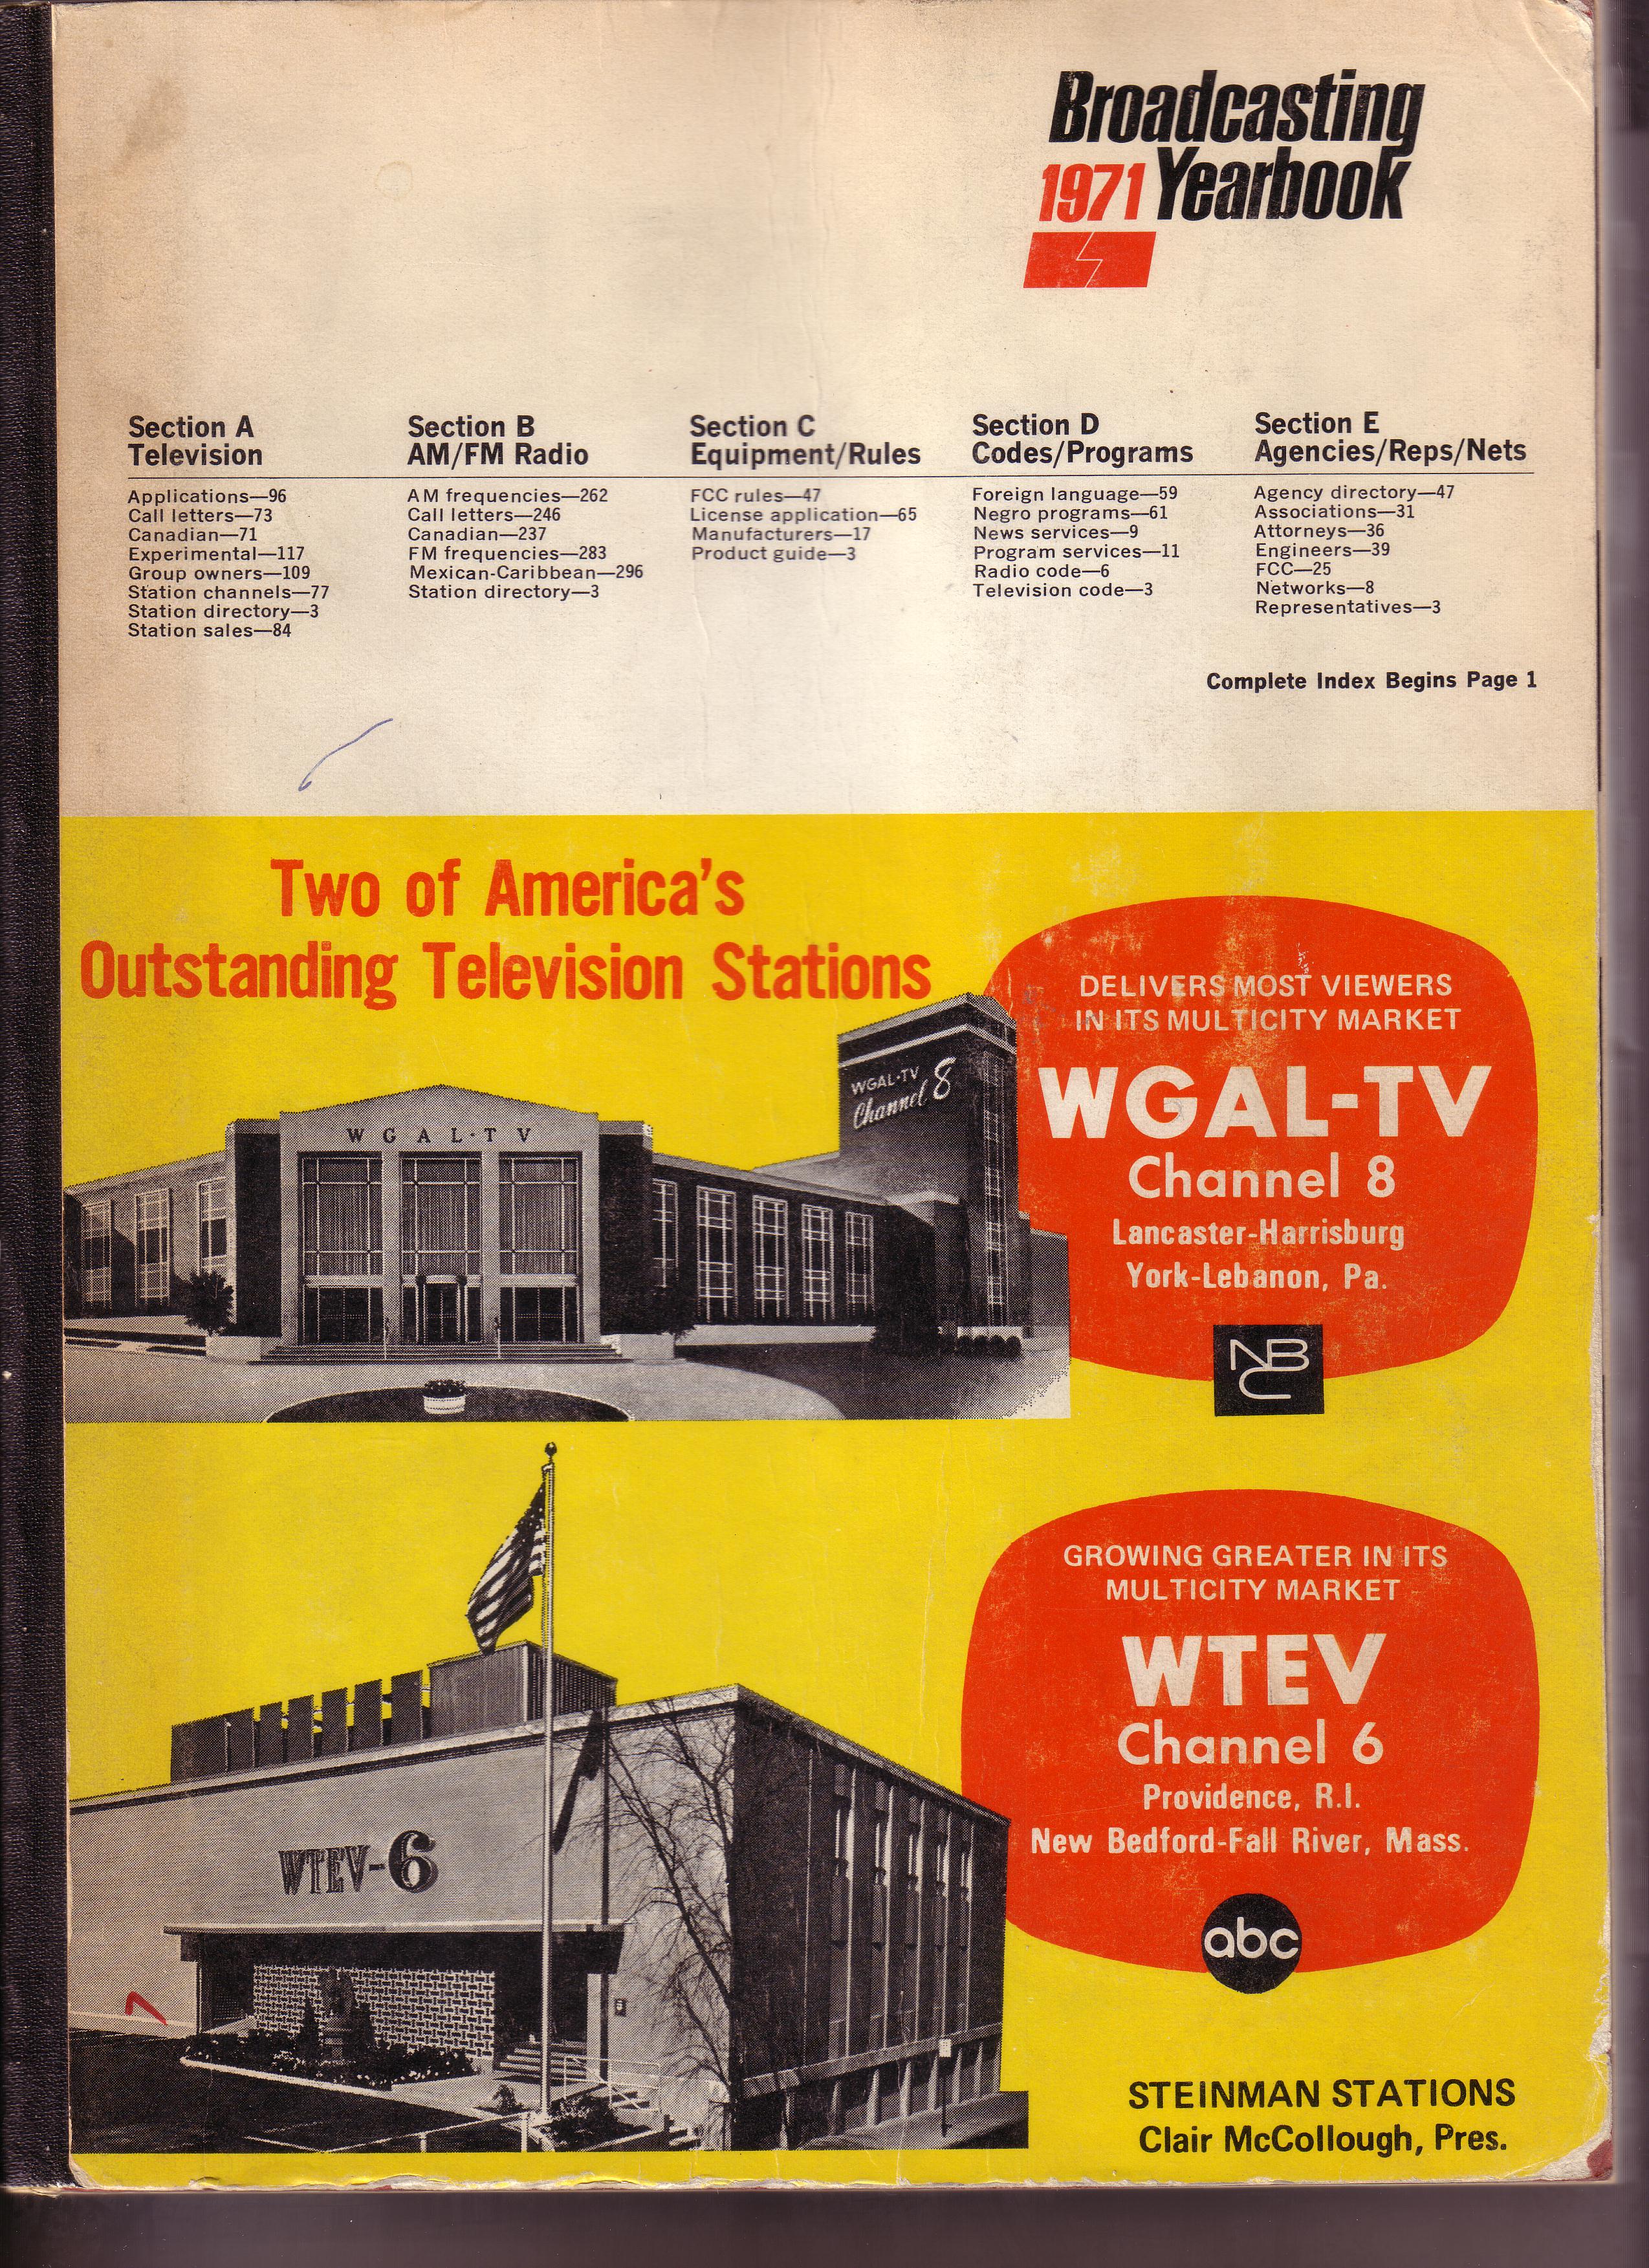 Broadcasting
1971 Yearbook
Section A
Television
Applications—96
Call letters—73
Canadian—71
Experimental—117
Group owners—109
Station channels—77
Station directory—3
Station sales—84
Section B
AM/FM Radio
AM frequencies—262
Call letters—246
Canadian—237
FM frequencies—283
Mexican-Caribbean—296
Station directory—3
Section C
Equipment/Rules
FCC rules—47
License application—65
Manufacturers—17
Product guide—3
Section D
Codes/Programs
Foreign language—59
Negro programs—61
News services—9
Program services—11
Radio code—6
Television code—3
Section E
Agencies/Reps/Nets
Agency directory—47
Associations—31
Attorneys—36
Engineers—39
FCC—25
Networks—8
Representatives—3
Complete Index Begins Page 1
Two of America's
Outstanding Television Stations
WGAL-TV
WGAL-TV
Channel 8
DELIVERS MOST VIEWERS
IN ITS MULTICITY MARKET
WGAL-TV
Channel 8
Lancaster-Harrisburg
York-Lebanon, Pa.
NBC
WTEV-6
GROWING GREATER IN ITS
MULTICITY MARKET
WTEV
Channel 6
Providence, R.I.
New Bedford-Fall River, Mass.
abc
STEINMAN STATIONS
Clair McCollough, Pres.